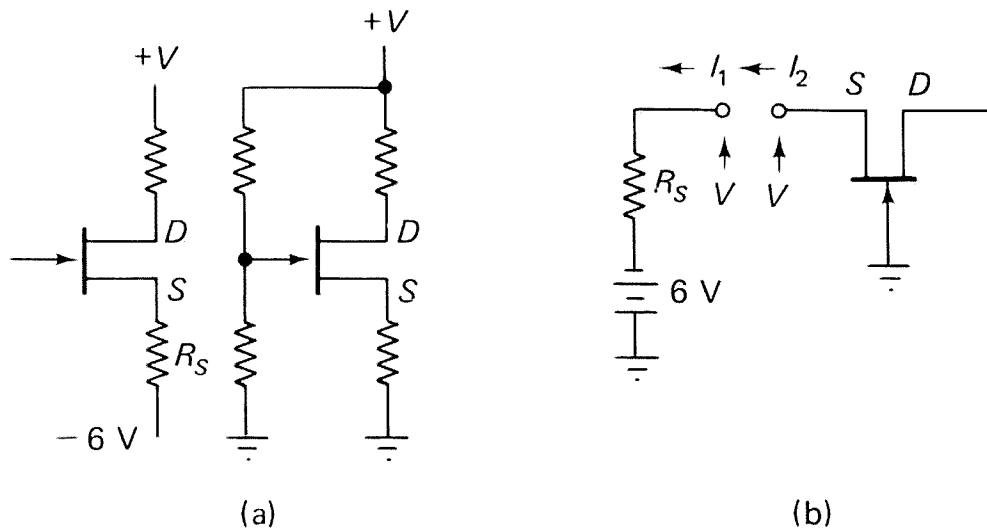 +V
D
S
R_S
− 6 V
+V
D
S
(a)
← I_1 ← I_2
S D
R_S
V V
6 V
(b)